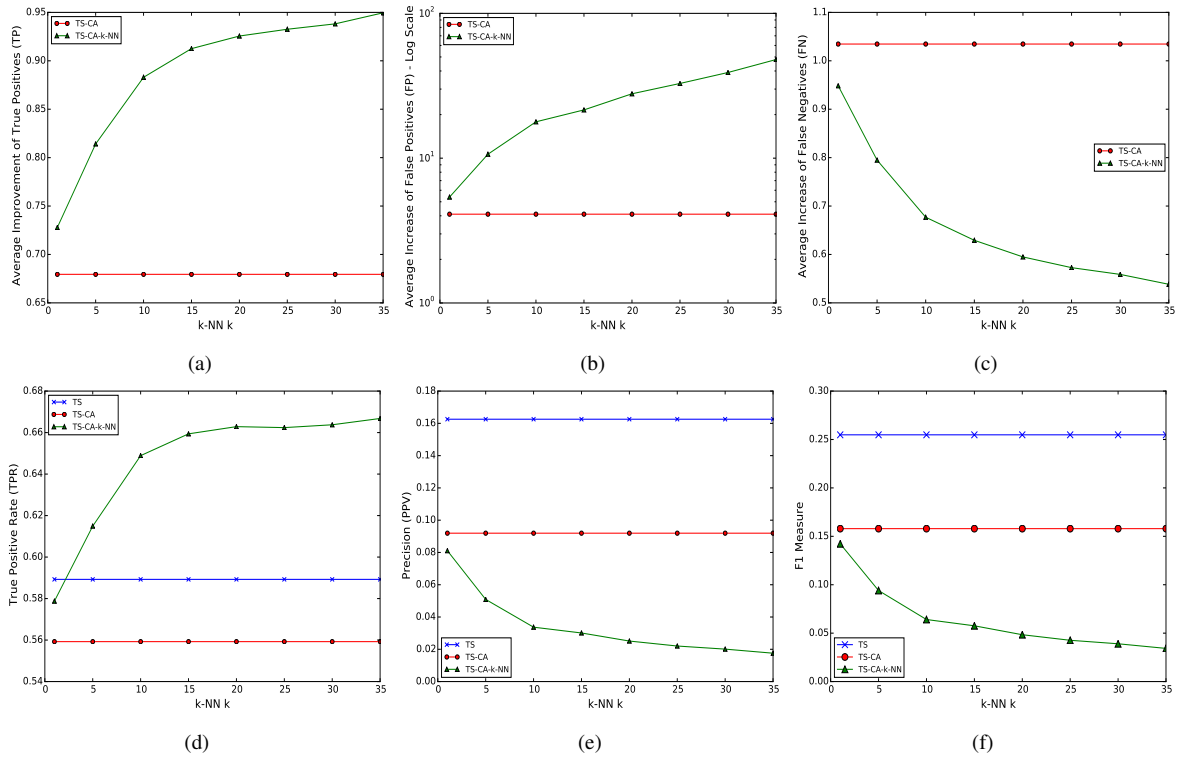 Average Improvement of True Positives (TP)
0.95
0.90
0.85
0.80
0.75
0.70
0.65
TS-CA
TS-CA-k-NN
0 5 10 15 20 25 30 35
k-NN k
(a)
Average Increase of False Positives (FP) - Log Scale
10^2
10^1
10^0
TS-CA
TS-CA-k-NN
0 5 10 15 20 25 30 35
k-NN k
(b)
Average Increase of False Negatives (FN)
1.1
1.0
0.9
0.8
0.7
0.6
0.5
TS-CA
TS-CA-k-NN
0 5 10 15 20 25 30 35
k-NN k
(c)
True Positive Rate (TPR)
0.68
0.66
0.64
0.62
0.60
0.58
0.56
0.54
TS
TS-CA
TS-CA-k-NN
0 5 10 15 20 25 30 35
k-NN k
(d)
Precision (PPV)
0.18
0.16
0.14
0.12
0.10
0.08
0.06
0.04
0.02
0.00
TS
TS-CA
TS-CA-k-NN
0 5 10 15 20 25 30 35
k-NN k
(e)
F1 Measure
0.30
0.25
0.20
0.15
0.10
0.05
0.00
TS
TS-CA
TS-CA-k-NN
0 5 10 15 20 25 30 35
k-NN k
(f)